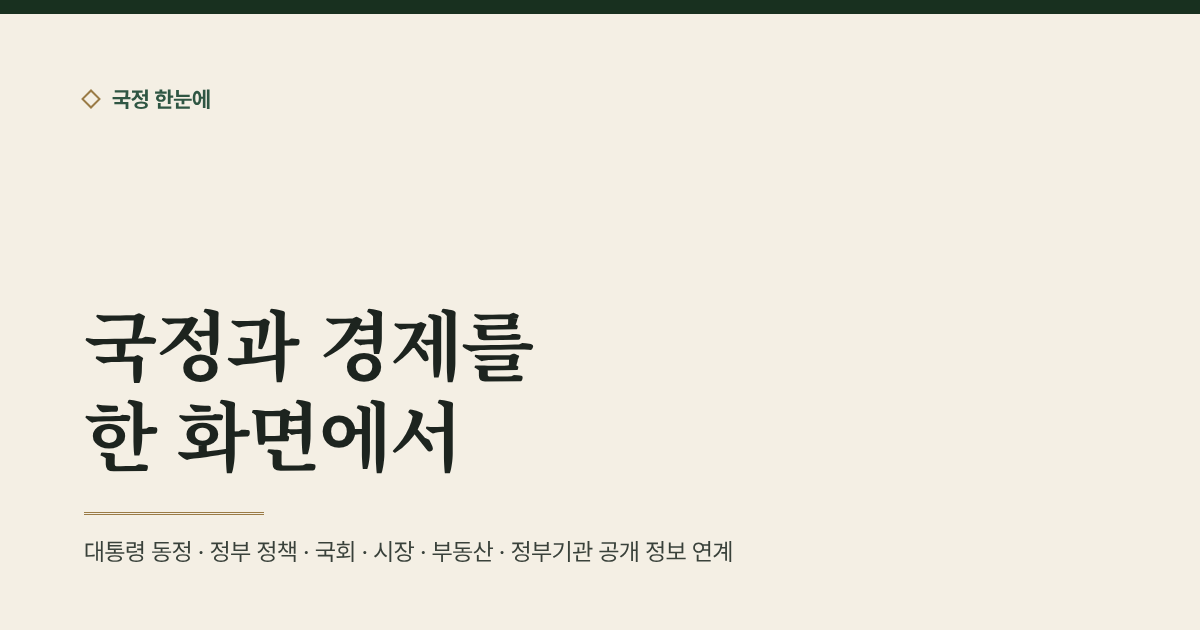 국정 한눈에
국정과 경제를
한 화면에서
대통령 동정 · 정부 정책 · 국회 · 시장 · 부동산 · 정부기관 공개 정보 연계